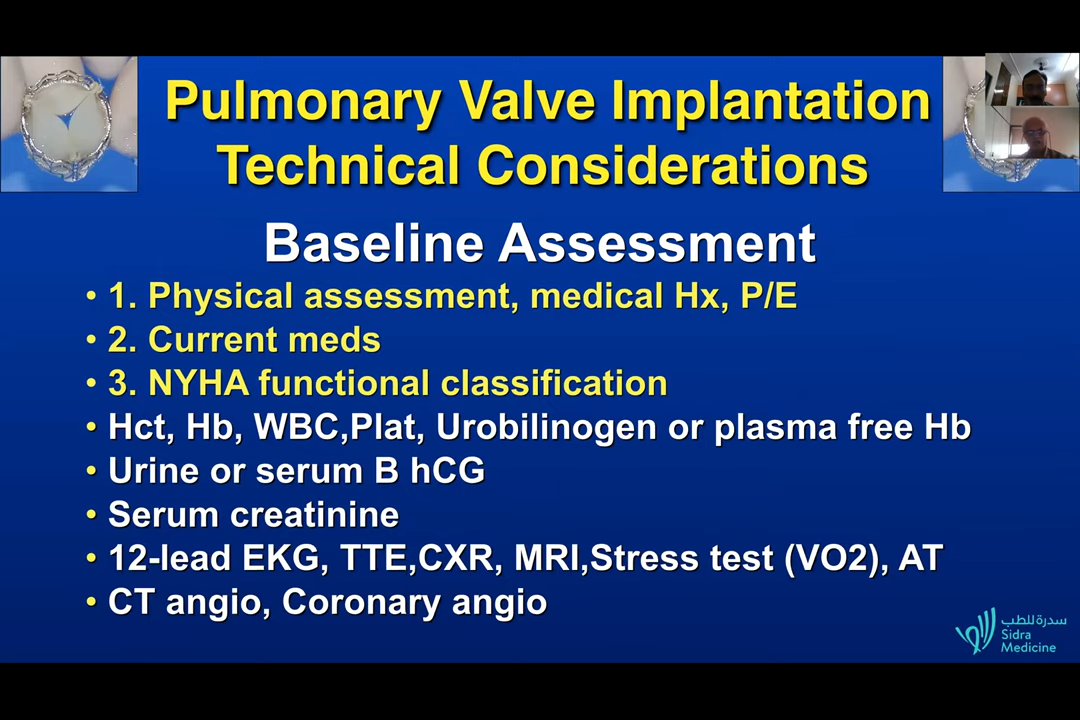 Pulmonary Valve Implantation
Technical Considerations
Baseline Assessment
• 1. Physical assessment, medical Hx, P/E
• 2. Current meds
• 3. NYHA functional classification
• Hct, Hb, WBC,Plat, Urobilinogen or plasma free Hb
• Urine or serum B hCG
• Serum creatinine
• 12-lead EKG, TTE,CXR, MRI,Stress test (VO2), AT
• CT angio, Coronary angio
سدرة للطب
Sidra
Medicine